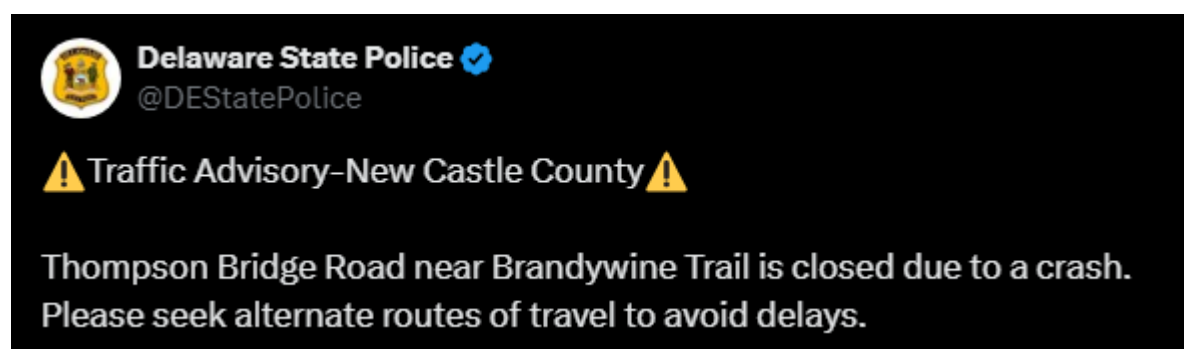 Delaware State Police
@DEStatePolice
⚠️Traffic Advisory-New Castle County⚠️
Thompson Bridge Road near Brandywine Trail is closed due to a crash.
Please seek alternate routes of travel to avoid delays.